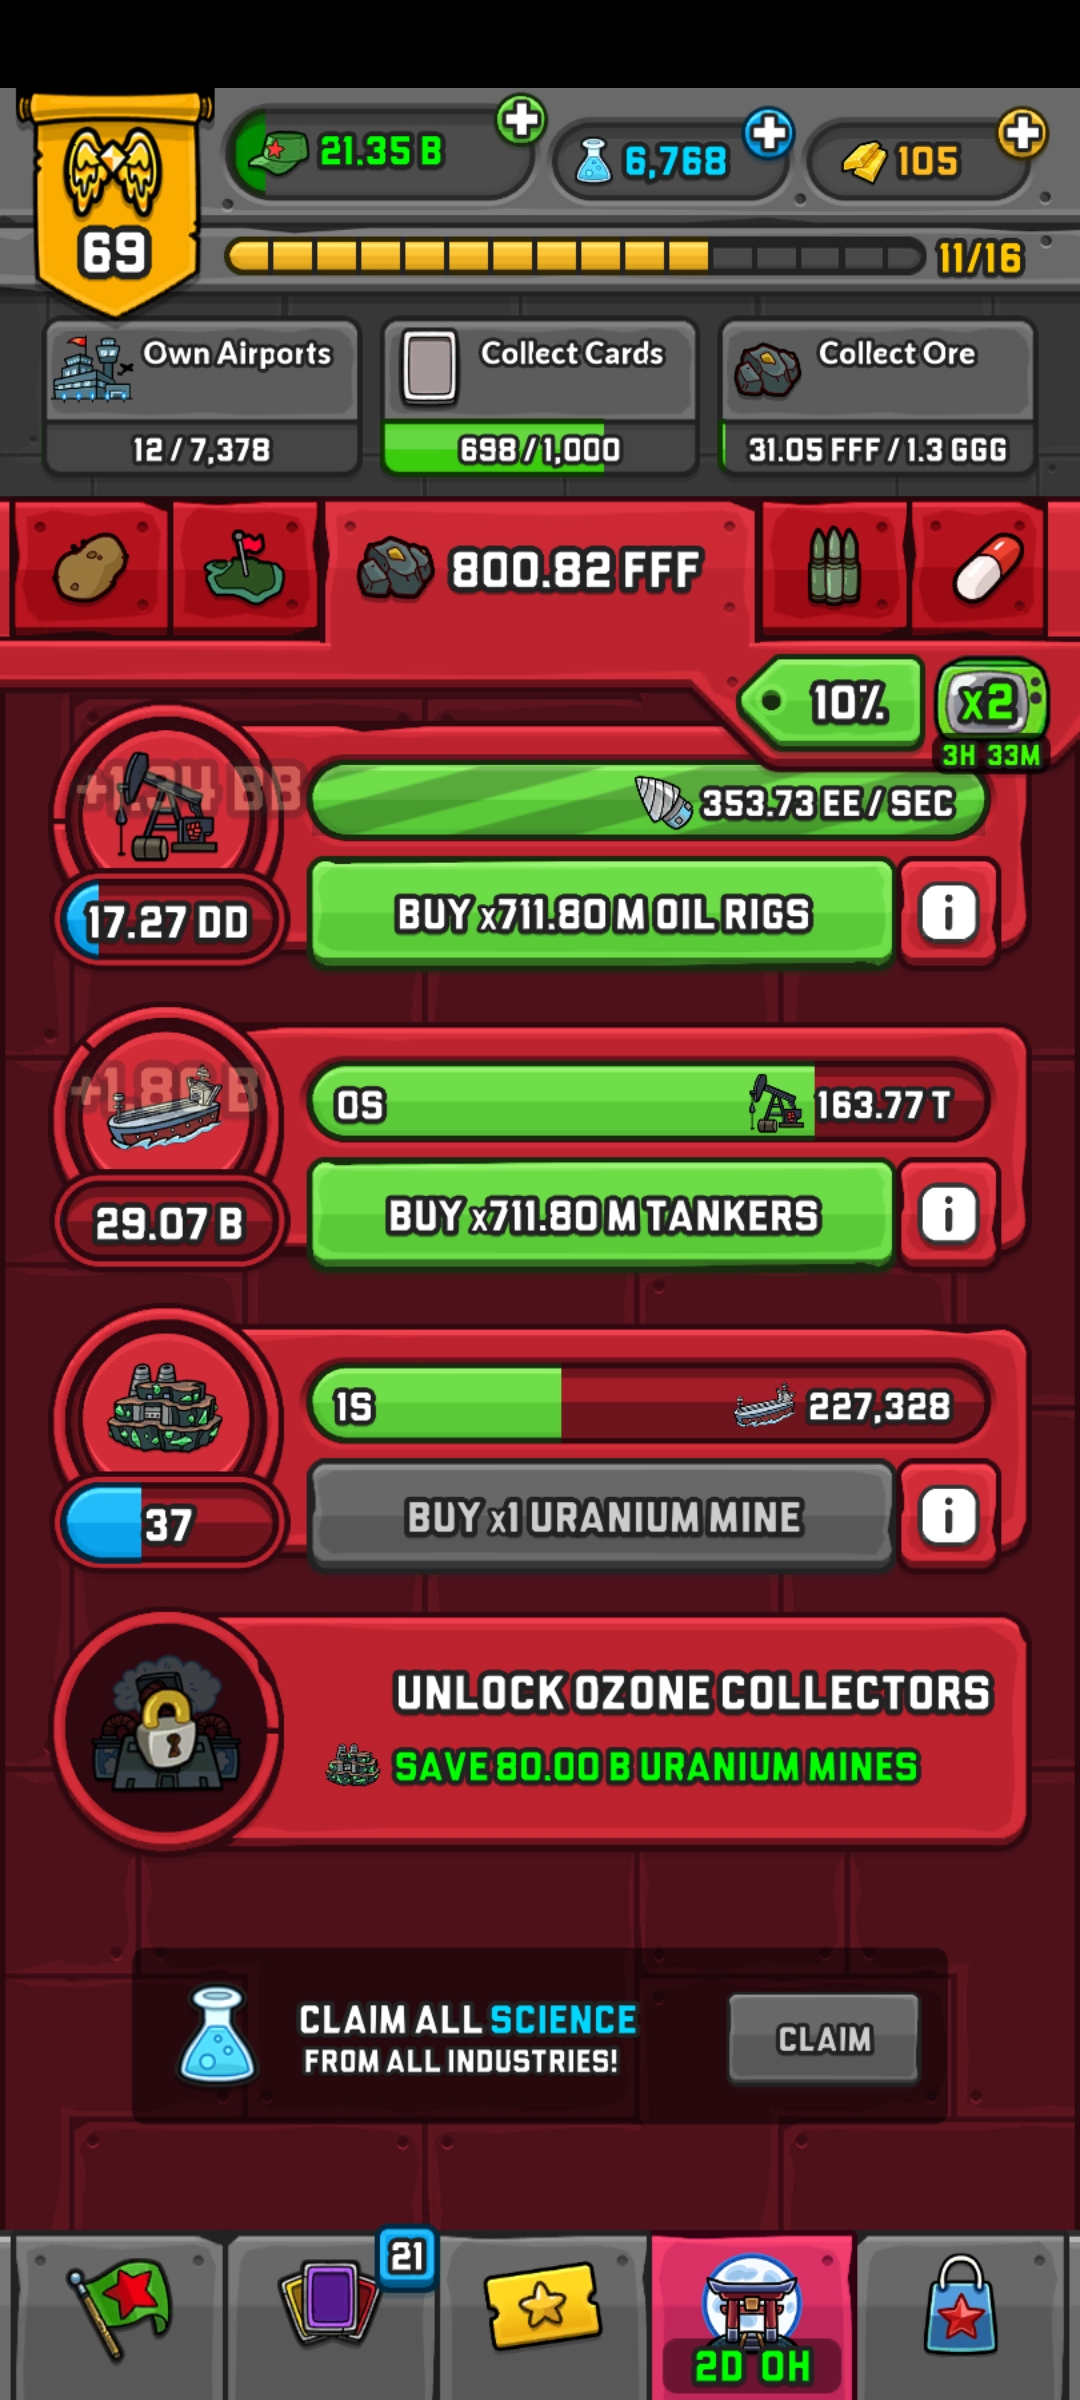 69
21.35 B
6,768
105
11/16
Own Airports
12 / 7,378
Collect Cards
698 / 1,000
Collect Ore
31.05 FFF / 1.3 GGG
800.82 FFF
10%
x2
3H 33M
353.73 EE / SEC
17.27 DD
BUY x711.80 M OIL RIGS
i
0S
163.77 T
29.07 B
BUY x711.80 M TANKERS
i
1S
227,328
37
BUY x1 URANIUM MINE
i
UNLOCK OZONE COLLECTORS
SAVE 80.00 B URANIUM MINES
CLAIM ALL SCIENCE
FROM ALL INDUSTRIES!
CLAIM
21
2D 0H